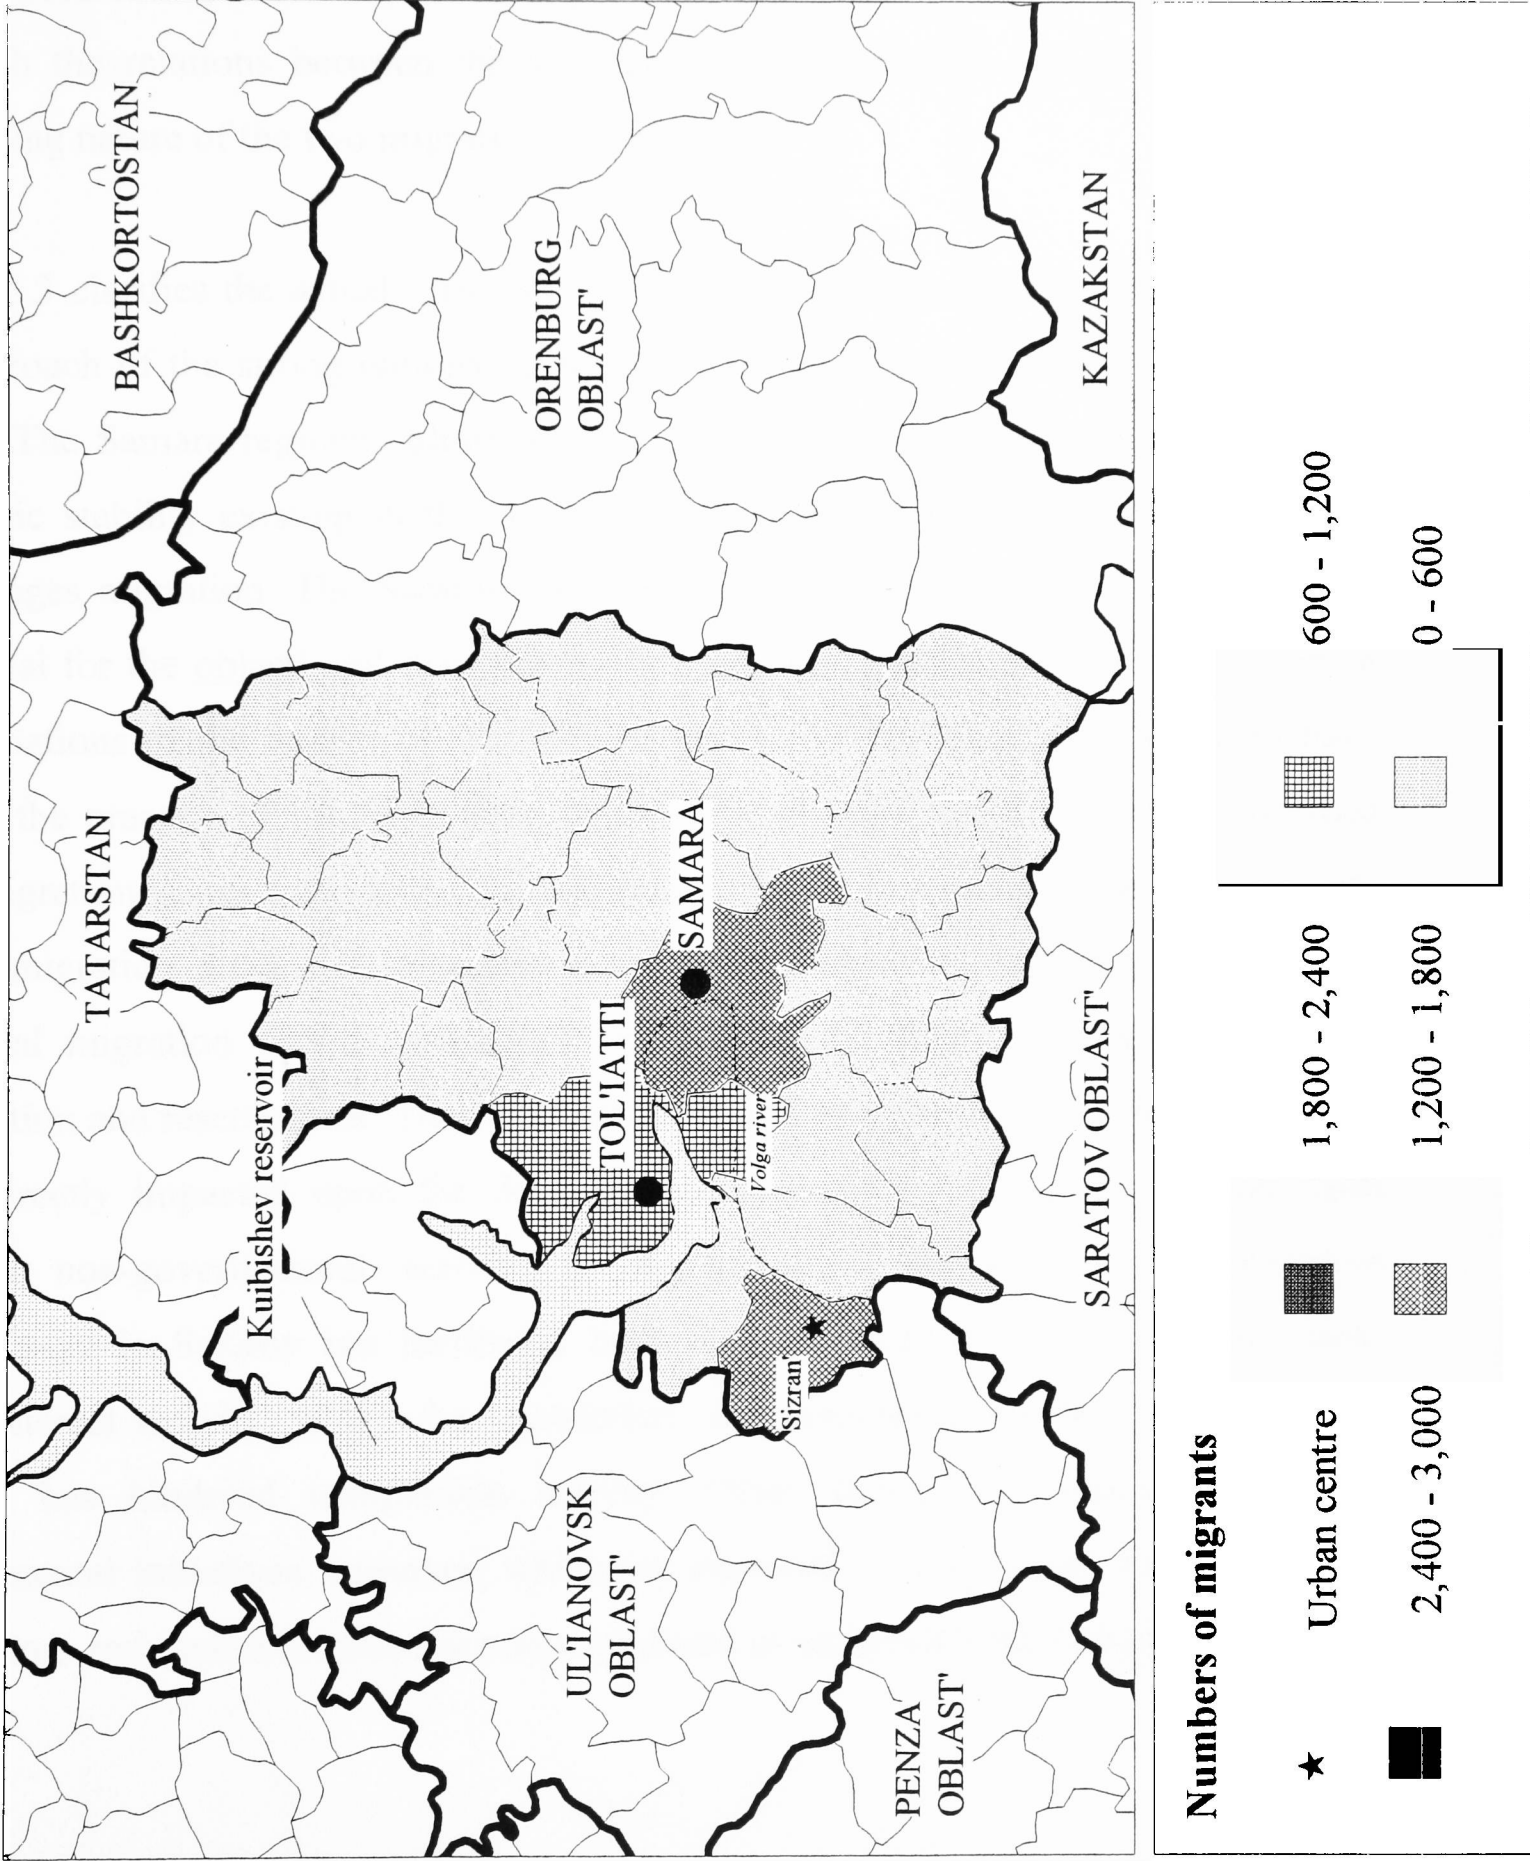 TATARSTAN
BASHKORTOSTAN
Kuibishev reservoir
UL'IANOVSK
OBLAST'
TOL'IATTI
SAMARA
ORENBURG
OBLAST'
Volga river
Sizran'
PENZA
OBLAST'
SARATOV OBLAST'
KAZAKSTAN
Numbers of migrants
Urban centre
1,800 - 2,400
600 - 1,200
2,400 - 3,000
1,200 - 1,800
0 - 600